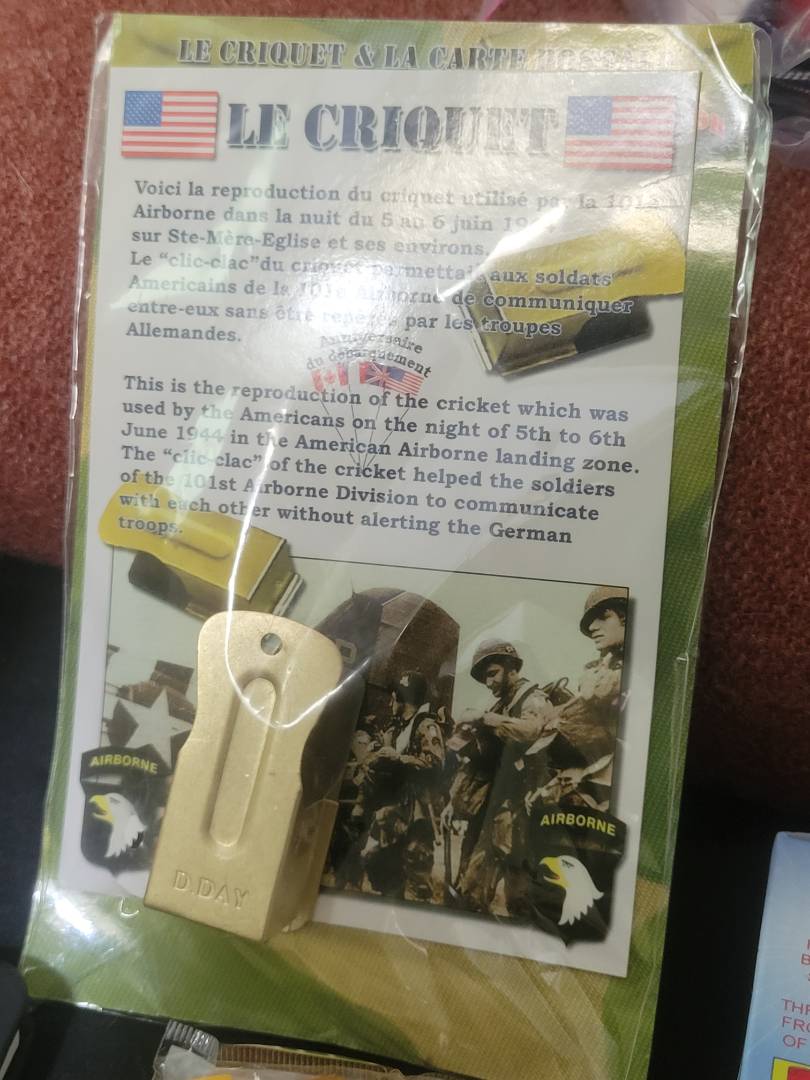 LE CRIQUET & LA CARTE
LE CRIQUET
Voici la reproduction du criquet utilisé par la 101e
Airborne dans la nuit du 5 au 6 juin
sur Ste-Mère-Eglise et ses environs.
Le “clic-clac”du criquet permettait aux soldats
Americains de la 101e Airborne de communiquer
entre-eux sans être reperés par les troupes
Allemandes.
Anniversaire
du débarquement
This is the reproduction of the cricket which was
used by the Americans on the night of 5th to 6th
June 1944 in the American Airborne landing zone.
The “clic-clac” of the cricket helped the soldiers
of the 101st Airborne Division to communicate
with each other without alerting the German
troops.
AIRBORNE
AIRBORNE
D.DAY
OF